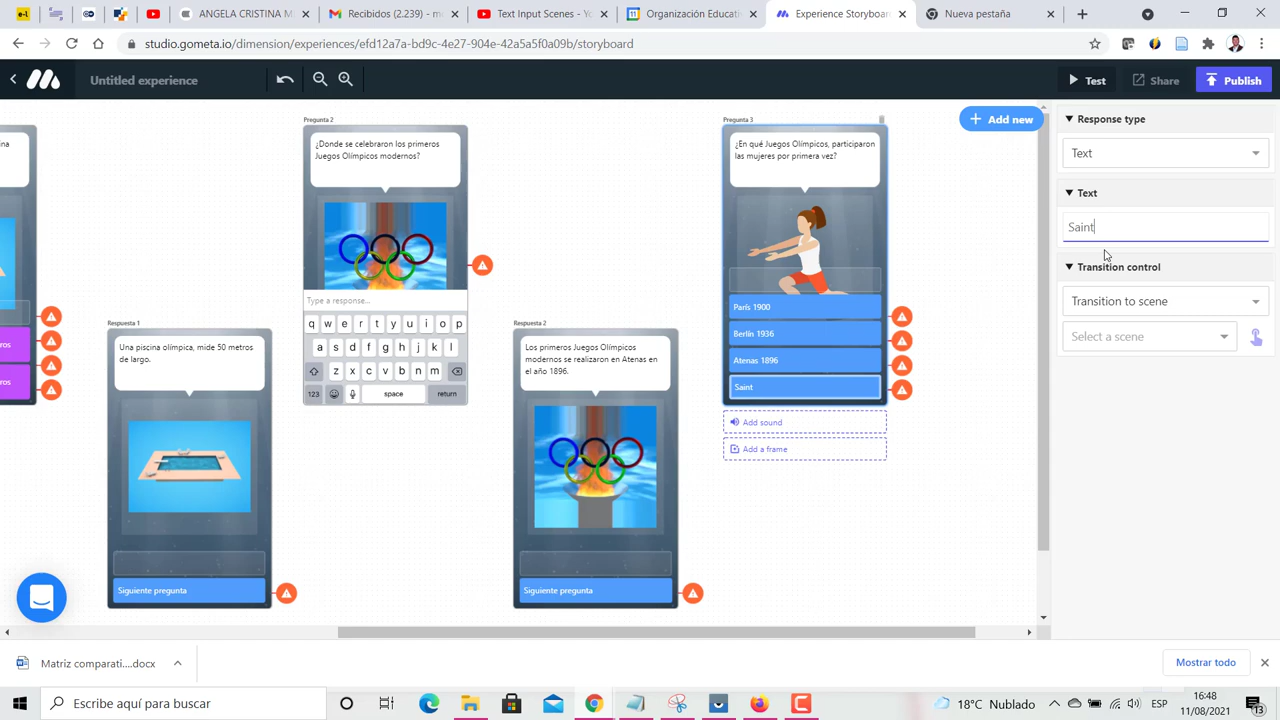 ANGELA CRISTINA M
Recibidos (2.239) - m
Text Input Scenes - Yo
Organización Educativ
Experience Storyboard
Nueva pestaña
studio.gometa.io/dimension/experiences/efd12a7a-bd9c-4e27-904e-42a5a5f0a09b/storyboard
Untitled experience
Test
Share
Publish
Add new
Response type
Text
Text
Saint
Transition control
Transition to scene
Select a scene
ina
ros
ros
Respuesta 1
Una piscina olímpica, mide 50 metros
de largo.
Siguiente pregunta
Pregunta 2
¿Donde se celebraron los primeros
Juegos Olímpicos modernos?
Type a response...
q w e r t y u i o p
a s d f g h j k l
z x c v b n m
123 space return
Respuesta 2
Los primeros Juegos Olímpicos
modernos se realizaron en Atenas en
el año 1896.
Siguiente pregunta
Pregunta 3
¿En qué Juegos Olímpicos, participaron
las mujeres por primera vez?
París 1900
Berlín 1936
Atenas 1896
Saint
Add sound
Add a frame
Matriz comparati....docx
Mostrar todo
Escribe aquí para buscar
18°C Nublado
ESP
16:48
11/08/2021
13